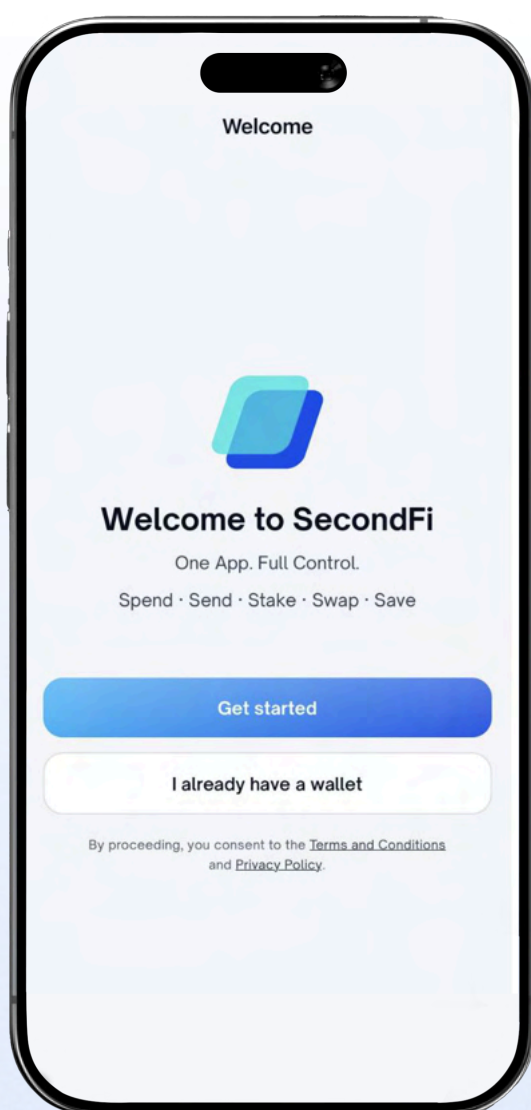 Welcome
Welcome to SecondFi
One App. Full Control.
Spend · Send · Stake · Swap · Save
Get started
I already have a wallet
By proceeding, you consent to the Terms and Conditions
and Privacy Policy.